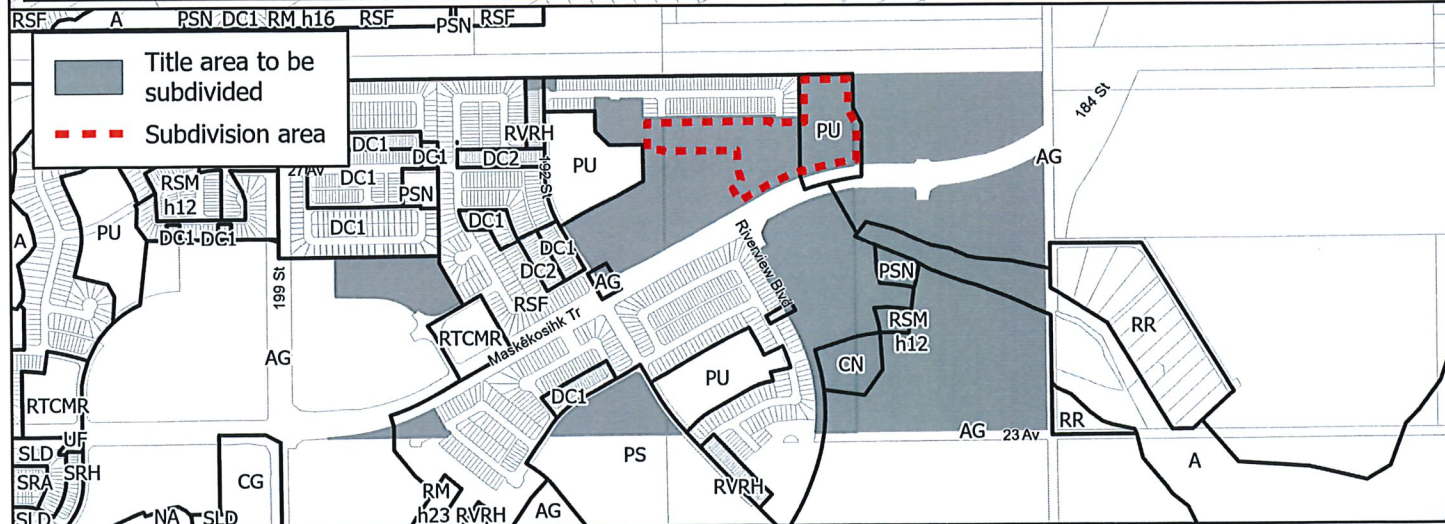 RSF
A
PSN
DC1
RM h16
RSF
PSN
RSF
Title area to be
subdivided
Subdivision area
DC1
DC1
DC2
RVRH
192 St
PU
PU
184 St
AG
27 Av
DC1
PSN
RSM
h12
A
PU
DC1
DC1
DC1
DC1
DC1
DC2
AG
RSF
199 St
AG
RTCMR
Maskêkosihk Tr
Riverview Blvd
PSN
RSM
h12
CN
RR
PU
DC1
RTCMR
UF
SLD
SRH
SRA
SLD
NA
SLD
CG
RM
h23
RVRH
AG
PS
RVRH
AG
23 Av
RR
A